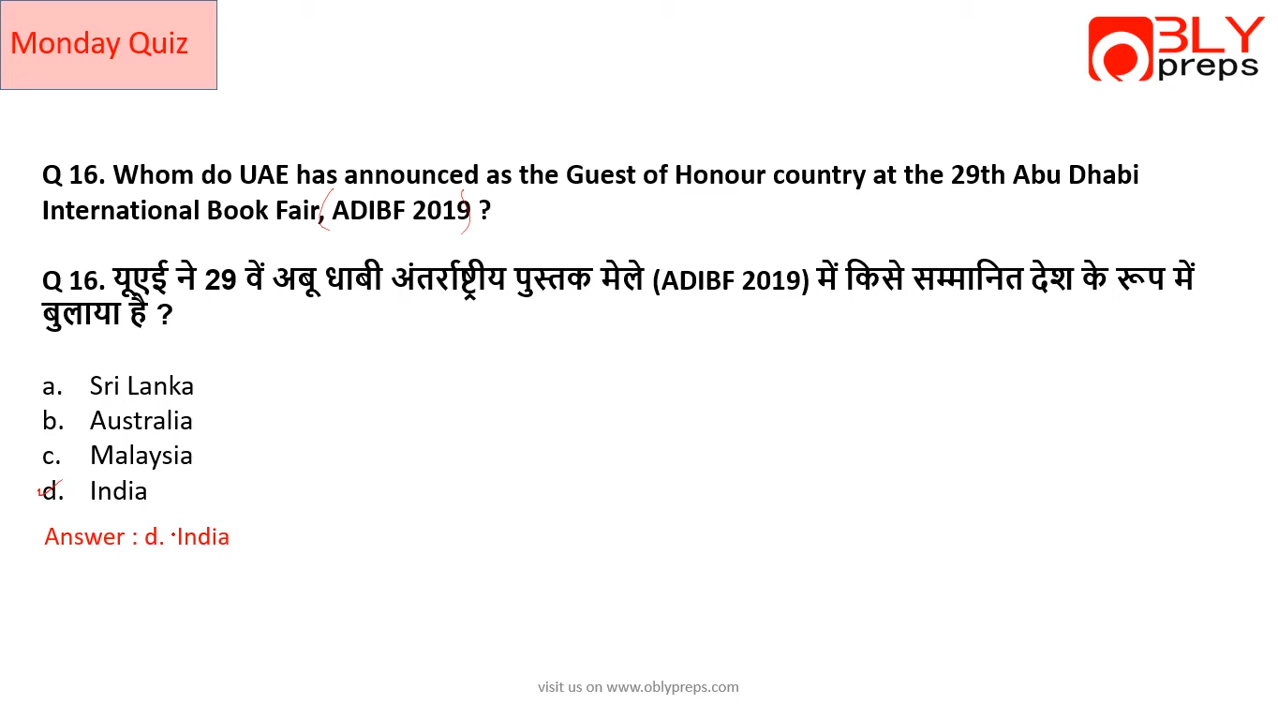 Monday Quiz
BLY
preps
Q 16. Whom do UAE has announced as the Guest of Honour country at the 29th Abu Dhabi
International Book Fair, ADIBF 2019 ?
Q 16. यूएई ने 29 वें अबू धाबी अंतर्राष्ट्रीय पुस्तक मेले (ADIBF 2019) में किसे सम्मानित देश के रूप में
बुलाया है ?
a. Sri Lanka
b. Australia
c. Malaysia
d. India
Answer : d. India
visit us on www.oblypreps.com